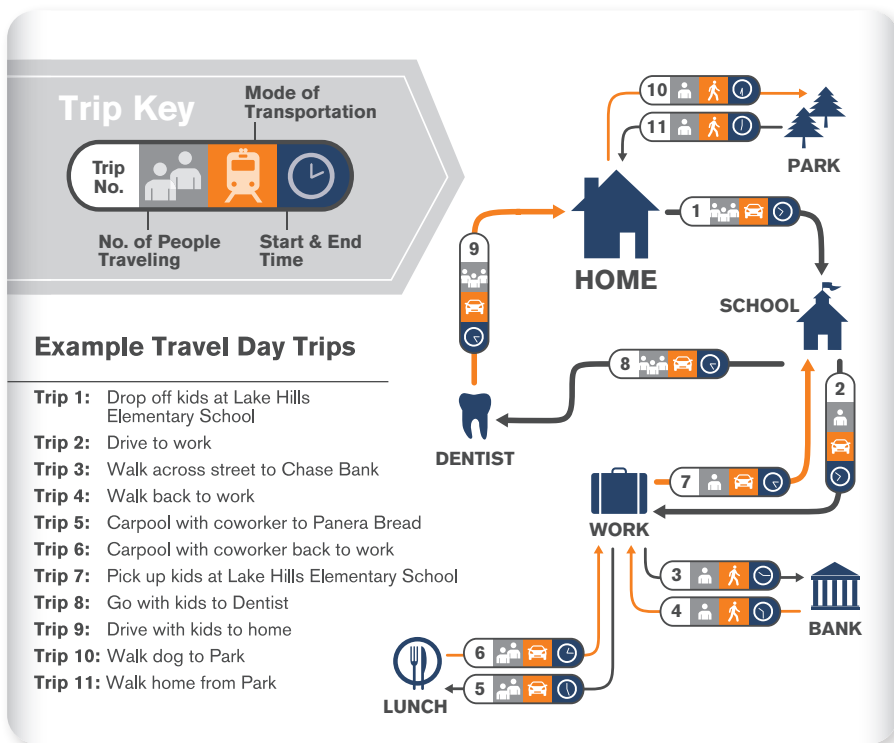 Trip Key
Mode of
Transportation
Trip
No.
No. of People
Traveling
Start & End
Time
10
11
PARK
1
9
HOME
SCHOOL
Example Travel Day Trips
8
2
Trip 1: Drop off kids at Lake Hills
Elementary School
Trip 2: Drive to work
Trip 3: Walk across street to Chase Bank
Trip 4: Walk back to work
Trip 5: Carpool with coworker to Panera Bread
Trip 6: Carpool with coworker back to work
Trip 7: Pick up kids at Lake Hills Elementary School
Trip 8: Go with kids to Dentist
Trip 9: Drive with kids to home
Trip 10: Walk dog to Park
Trip 11: Walk home from Park
DENTIST
7
WORK
3
4
BANK
6
5
LUNCH